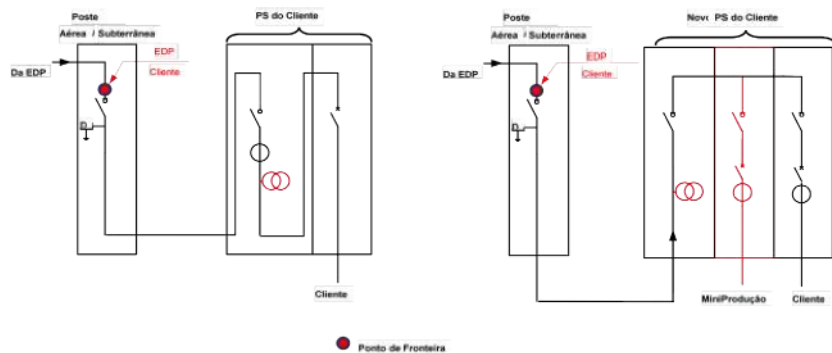 Poste
Aérea / Subterrânea
EDP
Cliente
Da EDP
PS do Cliente
Cliente
Poste
Aérea / Subterrânea
EDP
Cliente
Da EDP
Novo PS do Cliente
MiniProdução
Cliente
Ponto de Fronteira